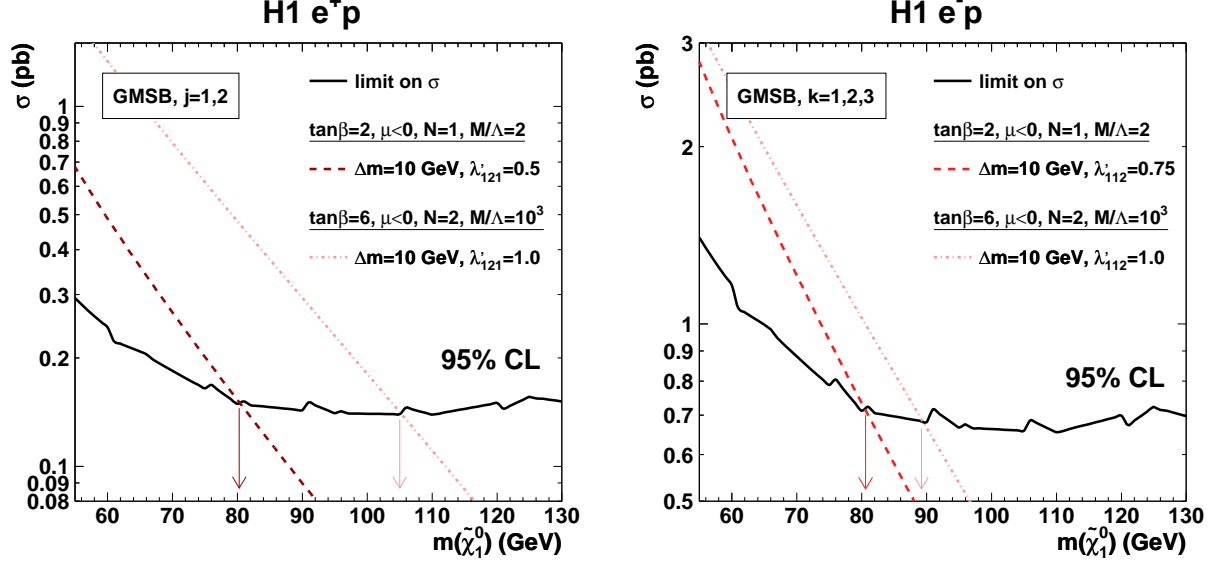 H1 e⁺p
σ (pb)
GMSB, j=1,2
limit on σ
tanβ=2, μ<0, N=1, M/Λ=2
Δm=10 GeV, λ'₁₂₁=0.5
tanβ=6, μ<0, N=2, M/Λ=10³
Δm=10 GeV, λ'₁₂₁=1.0
95% CL
1
0.9
0.8
0.7
0.6
0.5
0.4
0.3
0.2
0.1
0.09
0.08
60 70 80 90 100 110 120 130
m(χ̃⁰₁) (GeV)
H1 e⁻p
σ (pb)
GMSB, k=1,2,3
limit on σ
tanβ=2, μ<0, N=1, M/Λ=2
Δm=10 GeV, λ'₁₁₂=0.75
tanβ=6, μ<0, N=2, M/Λ=10³
Δm=10 GeV, λ'₁₁₂=1.0
95% CL
3
2
1
0.9
0.8
0.7
0.6
0.5
60 70 80 90 100 110 120 130
m(χ̃⁰₁) (GeV)